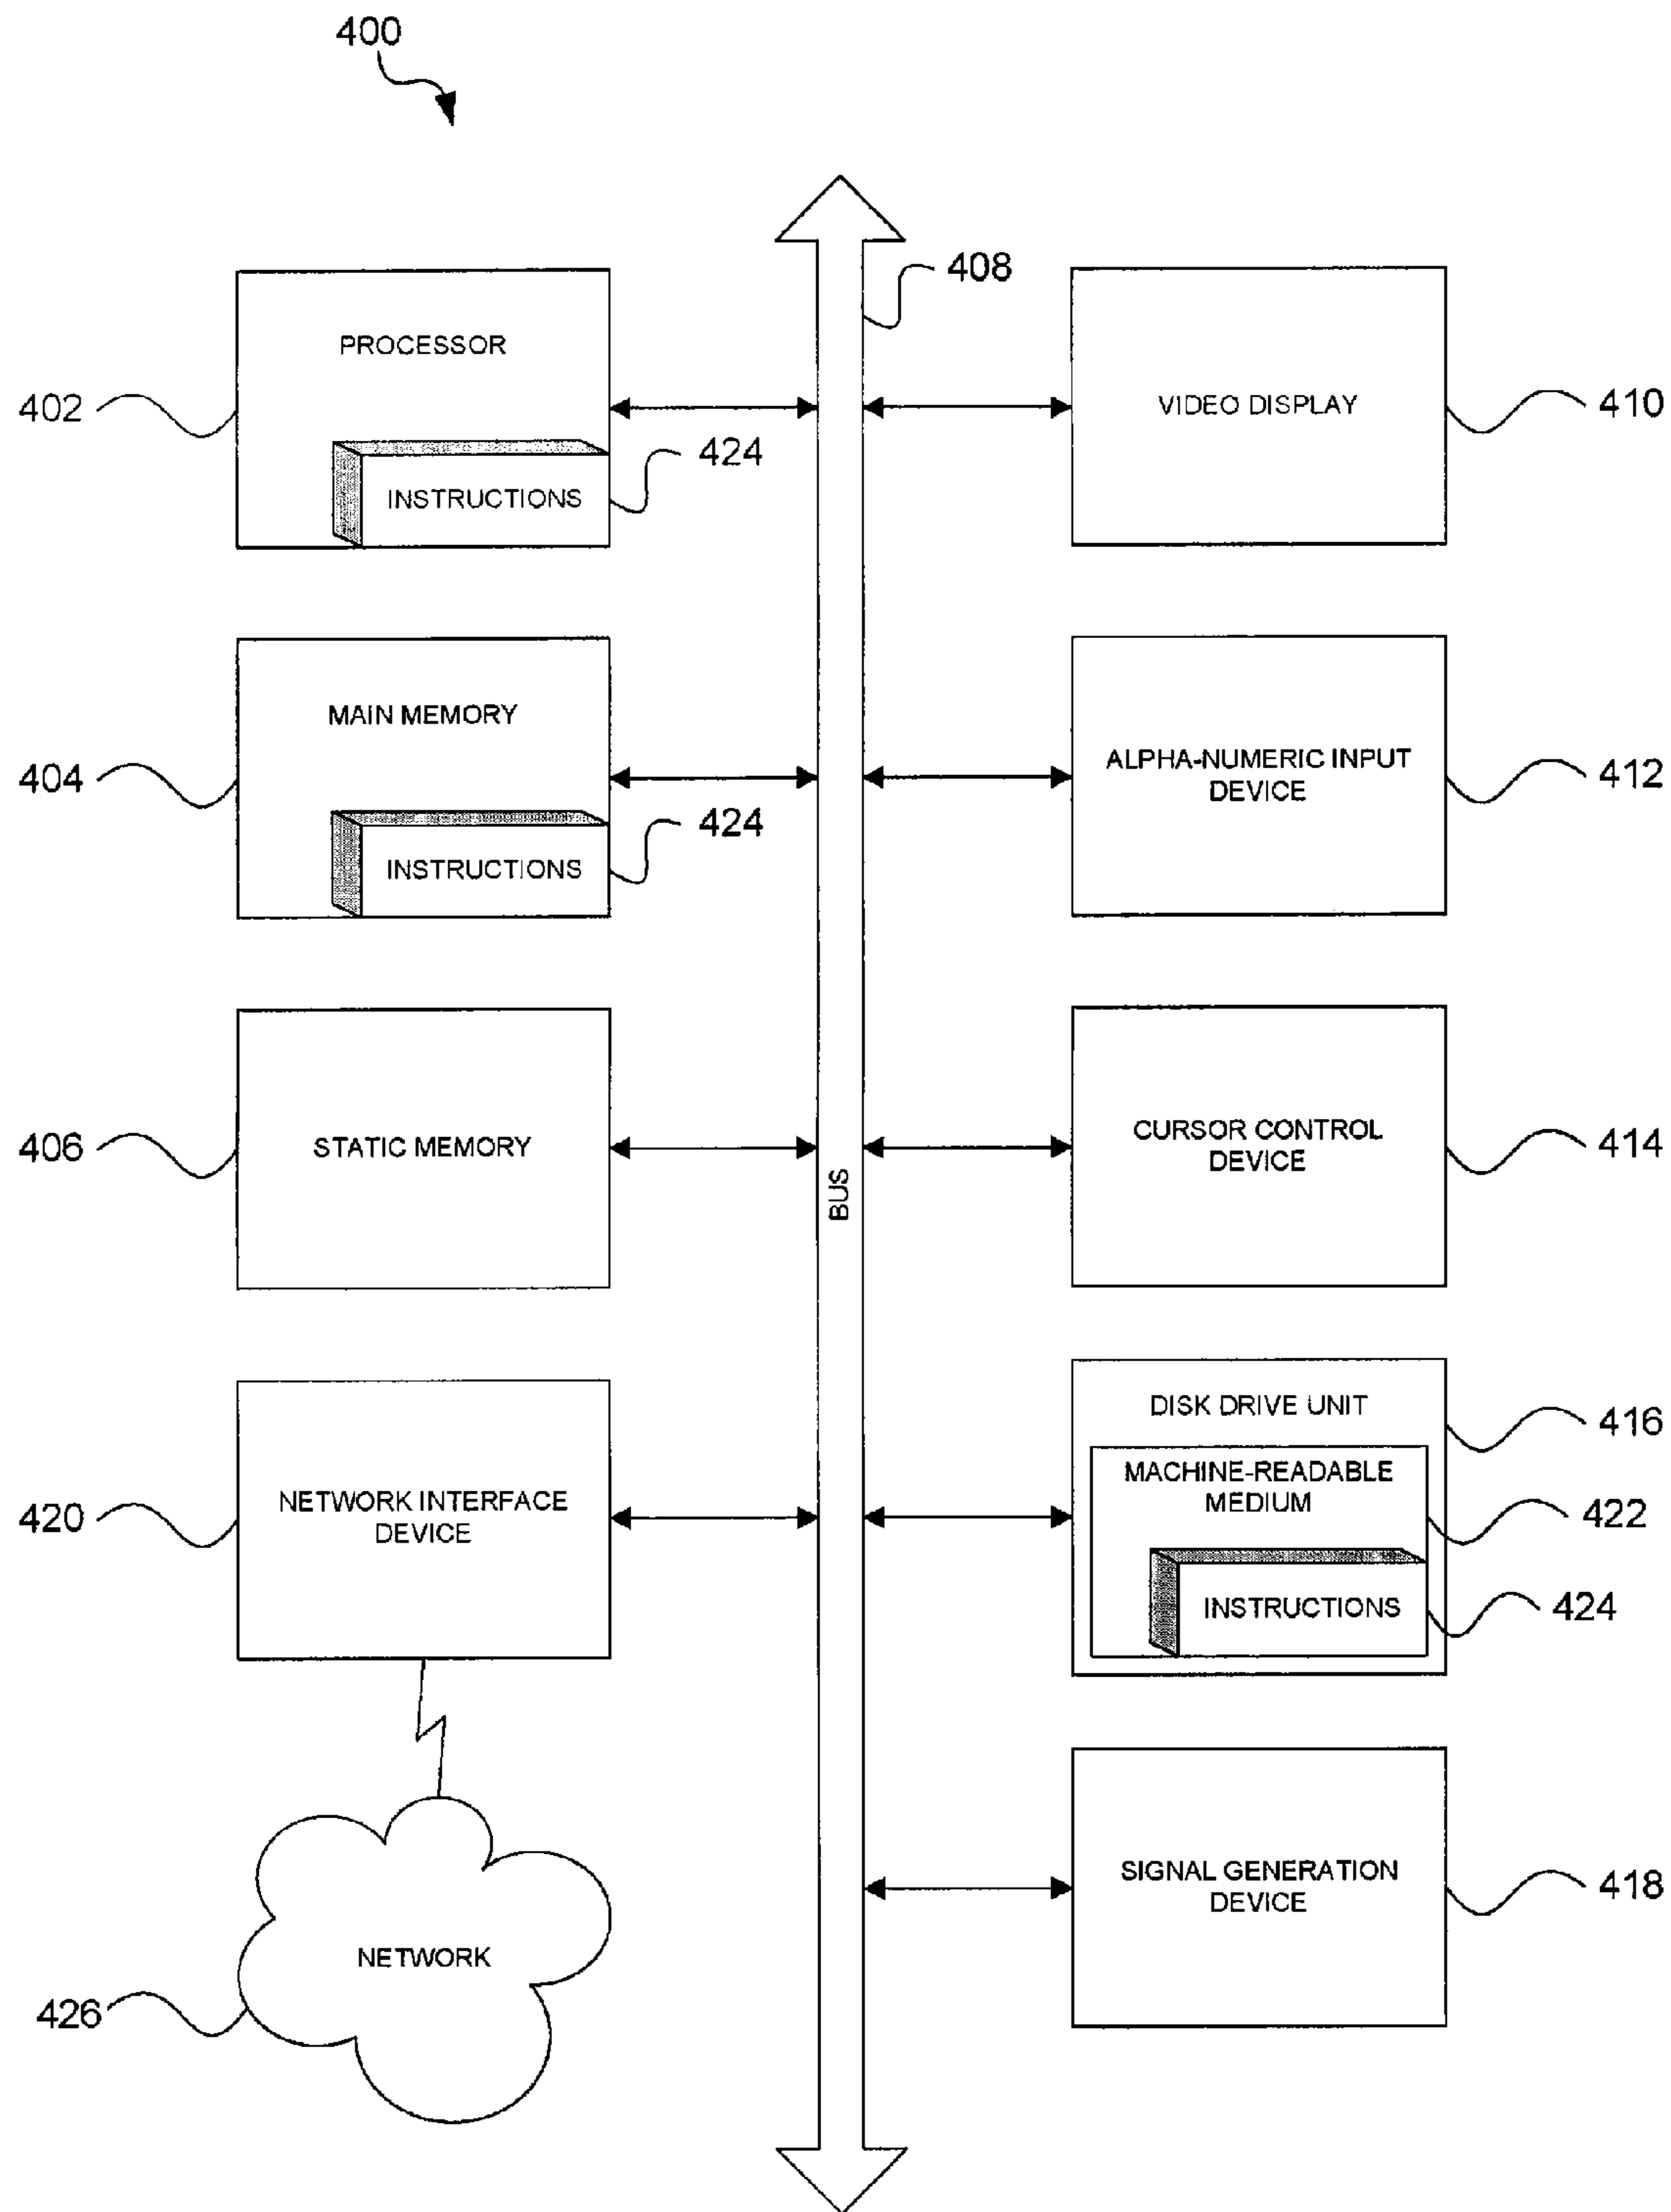 400
408
PROCESSOR
402
424
INSTRUCTIONS
VIDEO DISPLAY
410
MAIN MEMORY
404
424
INSTRUCTIONS
ALPHA-NUMERIC INPUT
DEVICE
412
STATIC MEMORY
406
BUS
CURSOR CONTROL
DEVICE
414
NETWORK INTERFACE
DEVICE
420
DISK DRIVE UNIT
416
MACHINE-READABLE
MEDIUM
422
INSTRUCTIONS
424
NETWORK
426
SIGNAL GENERATION
DEVICE
418